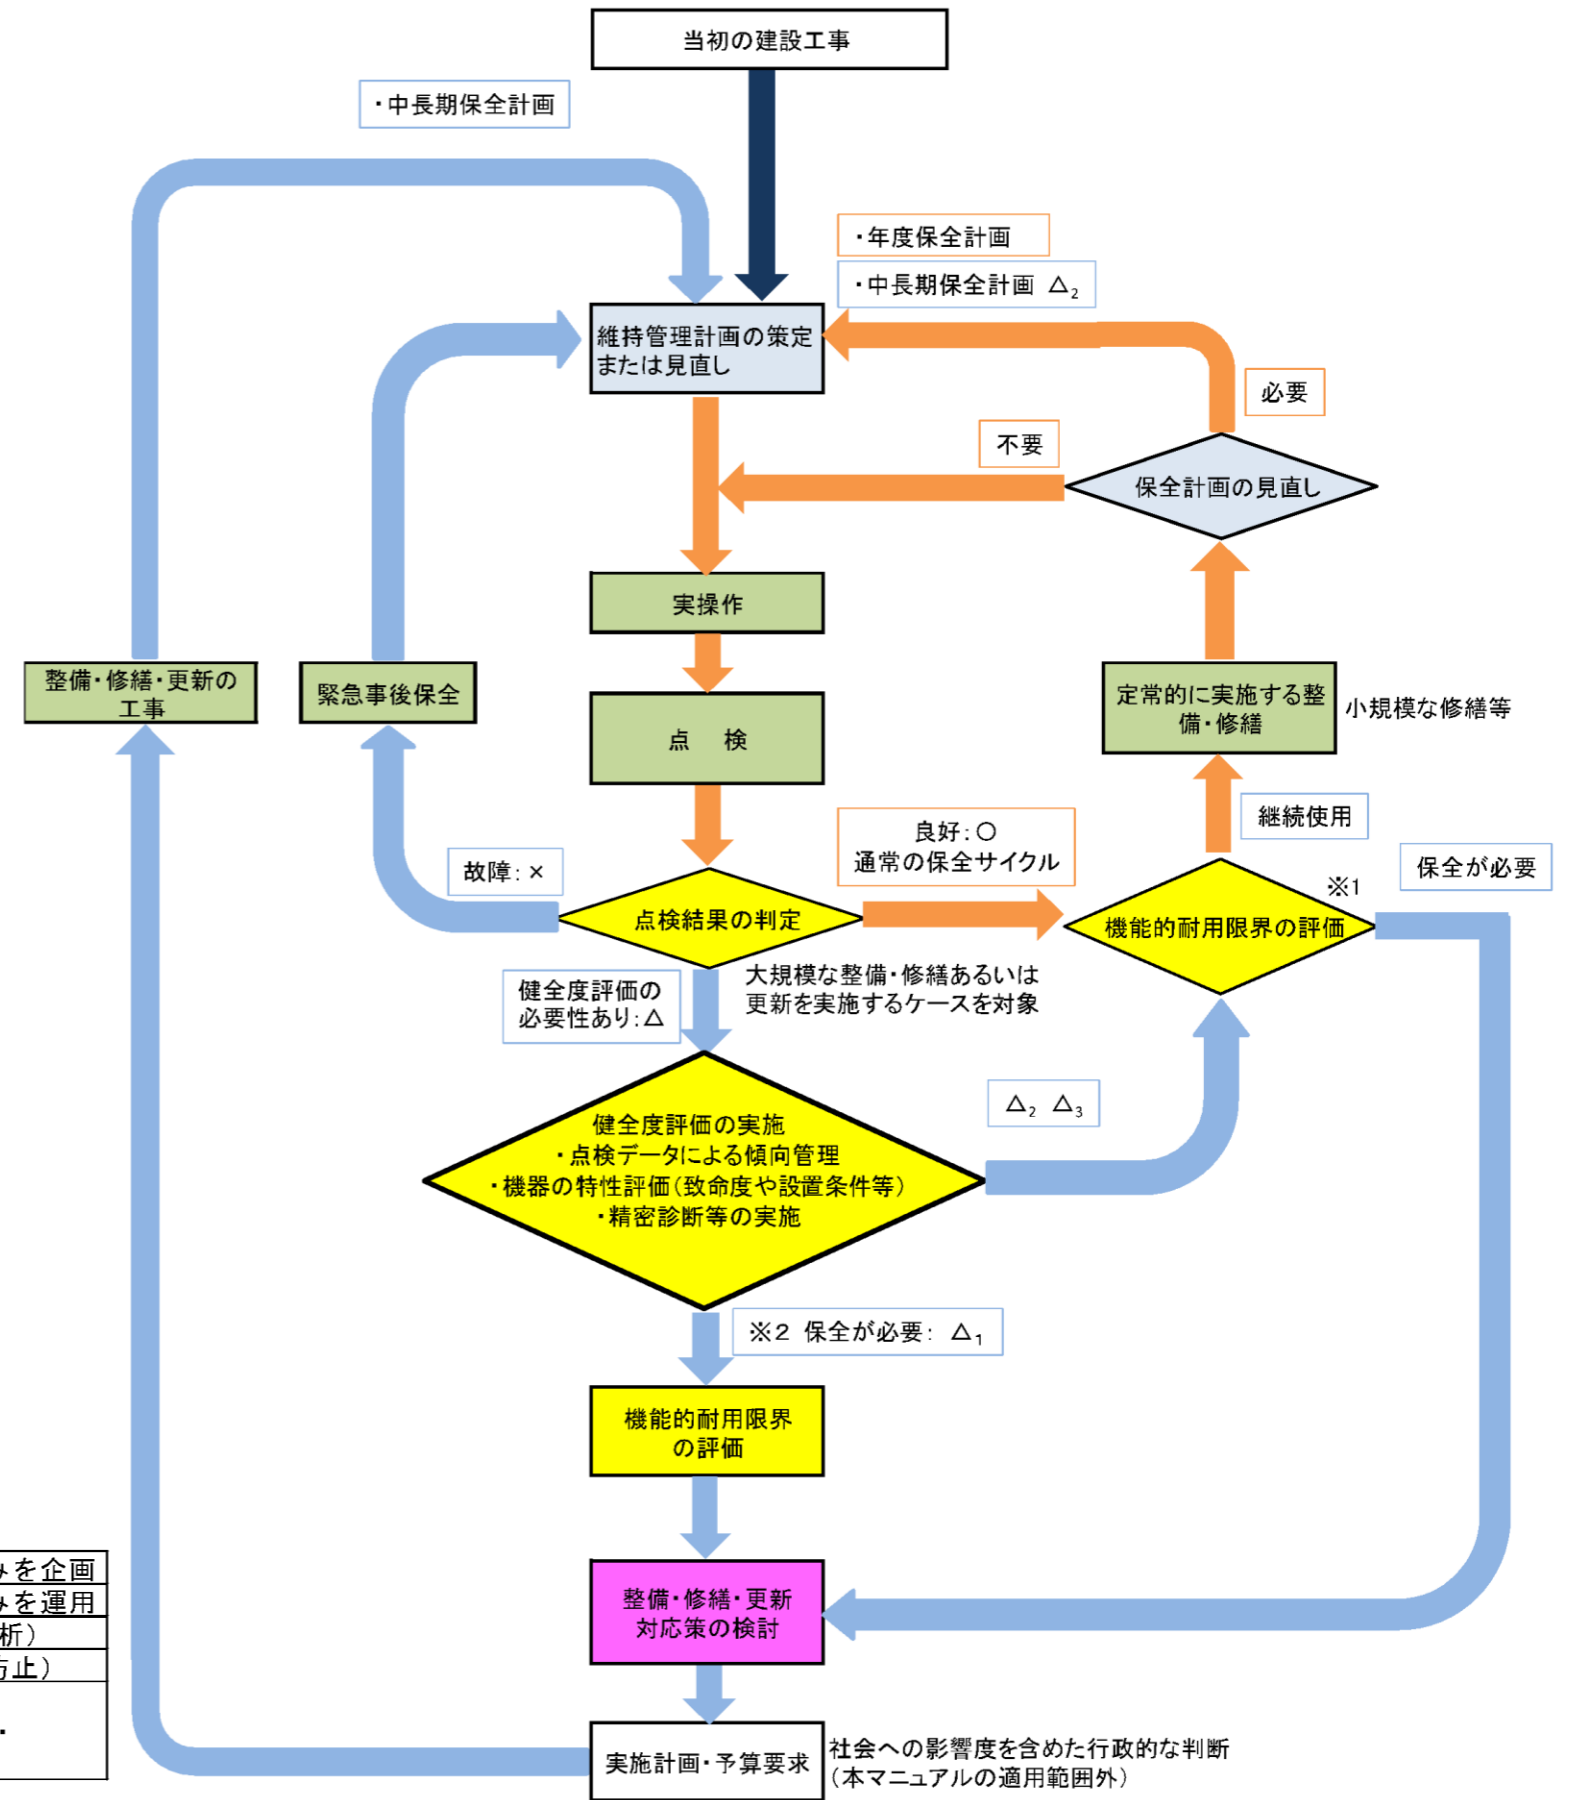 当初の建設工事
・中長期保全計画
・年度保全計画
・中長期保全計画 △₂
維持管理計画の策定
または見直し
必要
不要
保全計画の見直し
実操作
整備・修繕・更新の
工事
緊急事後保全
点 検
定常的に実施する整
備・修繕
小規模な修繕等
継続使用
良好：○
通常の保全サイクル
故障：×
保全が必要
※1
点検結果の判定
機能的耐用限界の評価
健全度評価の
必要性あり：△
大規模な整備・修繕あるいは
更新を実施するケースを対象
△₂ △₃
健全度評価の実施
・点検データによる傾向管理
・機器の特性評価（致命度や設置条件等）
・精密診断等の実施
※２ 保全が必要： △₁
機能的耐用限界
の評価
みを企画
みを運用
析）
防止）
・
整備・修繕・更新
対応策の検討
実施計画・予算要求
社会への影響度を含めた行政的な判断
（本マニュアルの適用範囲外）